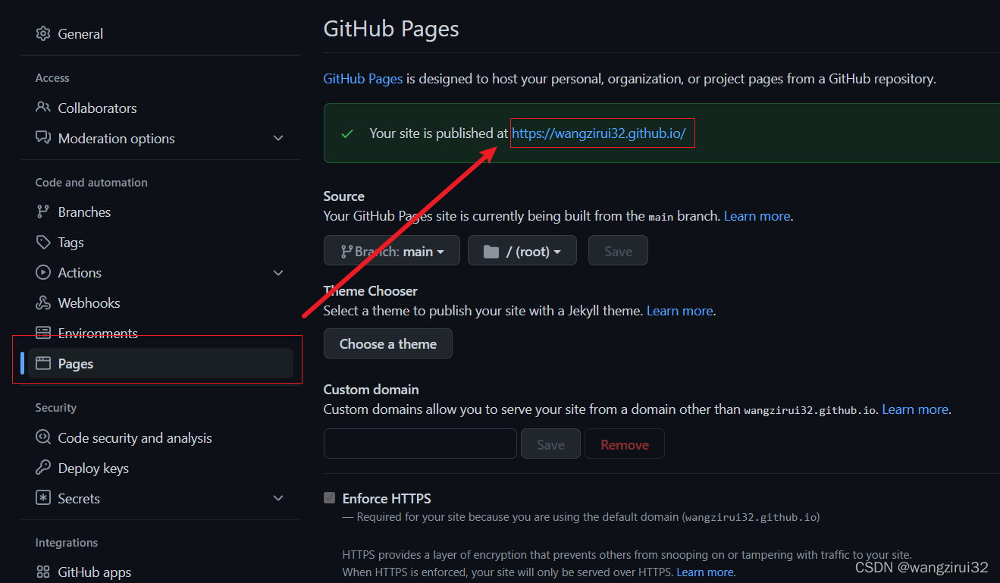 General
Access
Collaborators
Moderation options
Code and automation
Branches
Tags
Actions
Webhooks
Environments
Pages
Security
Code security and analysis
Deploy keys
Secrets
Integrations
GitHub apps
GitHub Pages
GitHub Pages is designed to host your personal, organization, or project pages from a GitHub repository.
Your site is published at https://wangzirui32.github.io/
Source
Your GitHub Pages site is currently being built from the main branch. Learn more.
Branch: main / (root) Save
Theme Chooser
Select a theme to publish your site with a Jekyll theme. Learn more.
Choose a theme
Custom domain
Custom domains allow you to serve your site from a domain other than wangzirui32.github.io. Learn more.
Save Remove
Enforce HTTPS
— Required for your site because you are using the default domain (wangzirui32.github.io)
HTTPS provides a layer of encryption that prevents others from snooping on or tampering with traffic to your site.
When HTTPS is enforced, your site will only be served over HTTPS. Learn more.
CSDN @wangzirui32